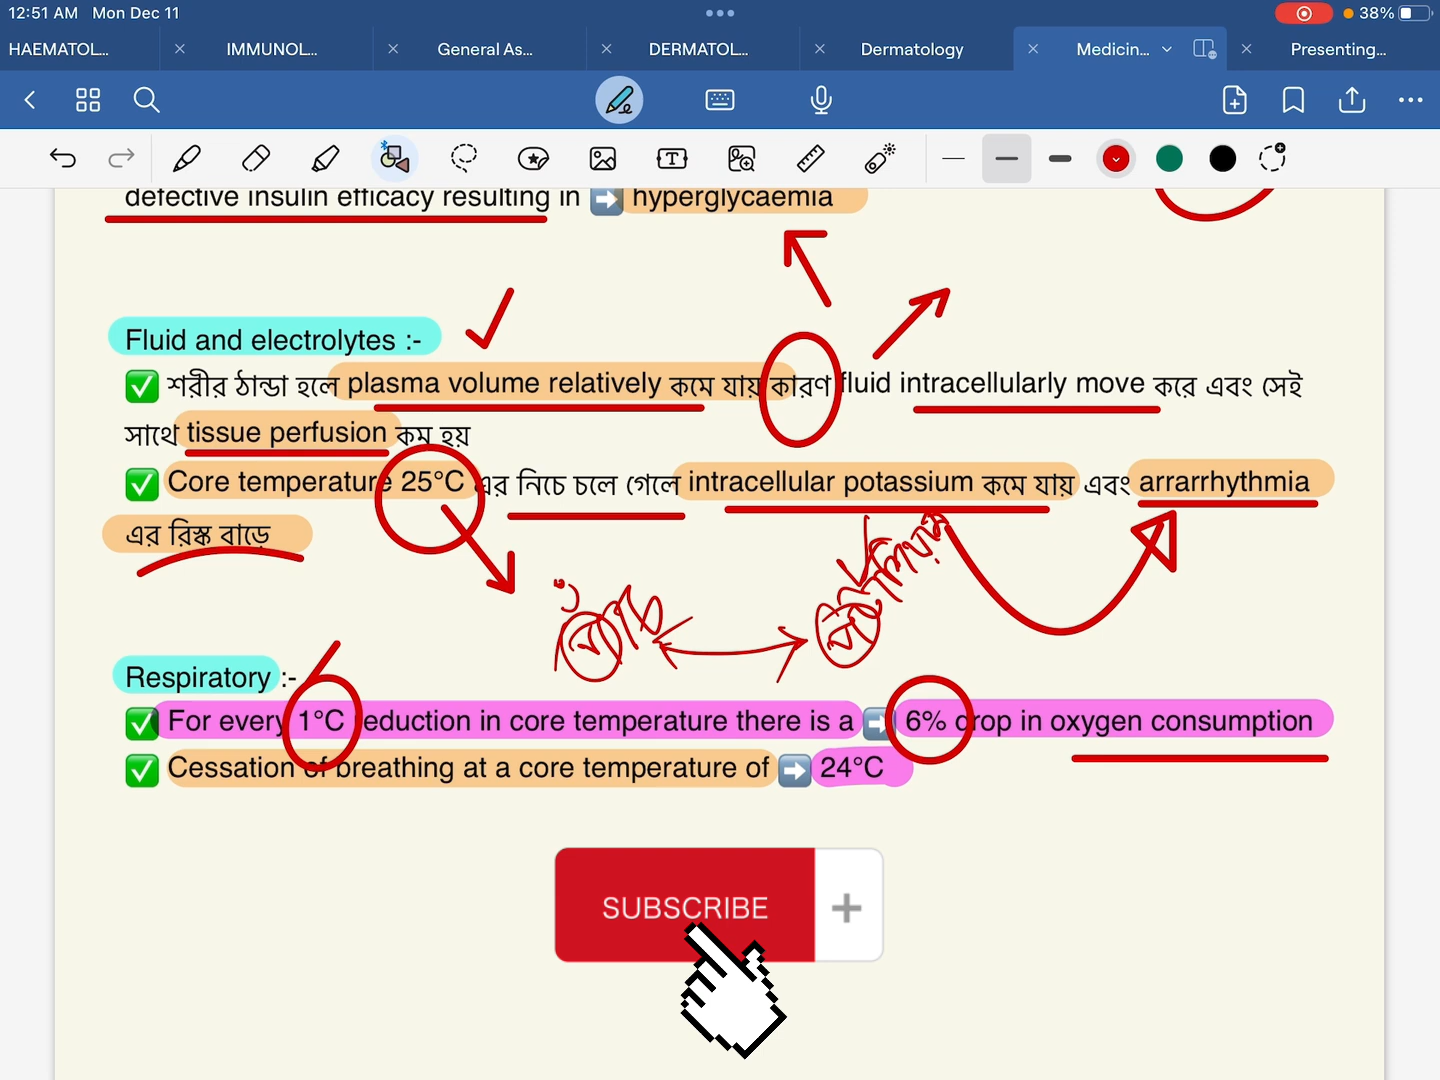 12:51 AM Mon Dec 11
38%
HAEMATOL... IMMUNOL... General As... DERMATOL... Dermatology Medicin... Presenting...
defective insulin efficacy resulting in ➡️ hyperglycaemia
Fluid and electrolytes :-
✅ শরীর ঠান্ডা হলে plasma volume relatively কমে যায় কারণ fluid intracellularly move করে এবং সেই
সাথে tissue perfusion কম হয়
✅ Core temperature 25°C এর নিচে চলে গেলে intracellular potassium কমে যায় এবং arrarrhythmia
এর রিস্ক বাড়ে
Respiratory :-
✅ For every 1°C reduction in core temperature there is a ➡️ 6% drop in oxygen consumption
✅ Cessation of breathing at a core temperature of ➡️ 24°C
SUBSCRIBE +